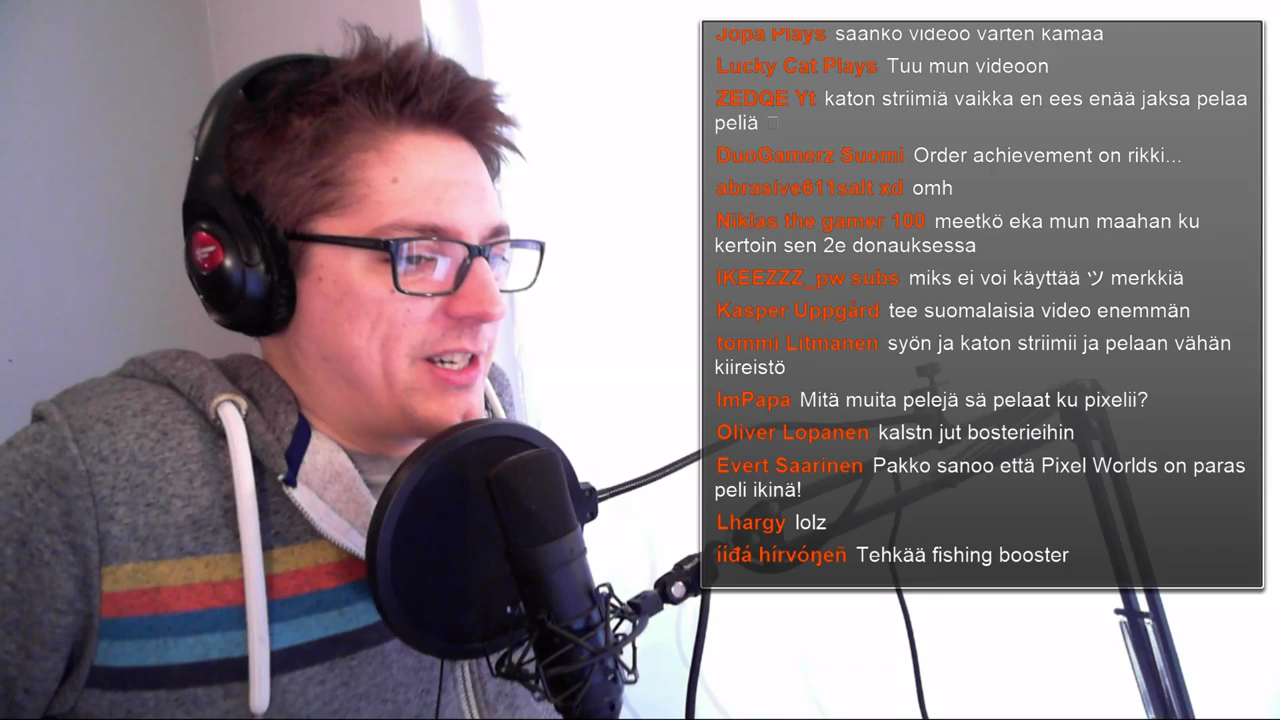 Jopa Plays saanko videoo varten kamaa
Lucky Cat Plays Tuu mun videoon
ZEDQE Yt katon striimiä vaikka en ees enää jaksa pelaa
peliä
DuoGamerz Suomi Order achievement on rikki...
abrasive611salt xd omh
Niklas the gamer 100 meetkö eka mun maahan ku
kertoin sen 2e donauksessa
IKEEZZZ_pw subs miks ei voi käyttää ツ merkkiä
Kasper Uppgård tee suomalaisia video enemmän
tommi Litmanen syön ja katon striimii ja pelaan vähän
kiireistö
ImPapa Mitä muita pelejä sä pelaat ku pixelii?
Oliver Lopanen kalstn jut bosterieihin
Evert Saarinen Pakko sanoo että Pixel Worlds on paras
peli ikinä!
Lhargy lolz
ííđá hírvóŋeñ Tehkää fishing booster